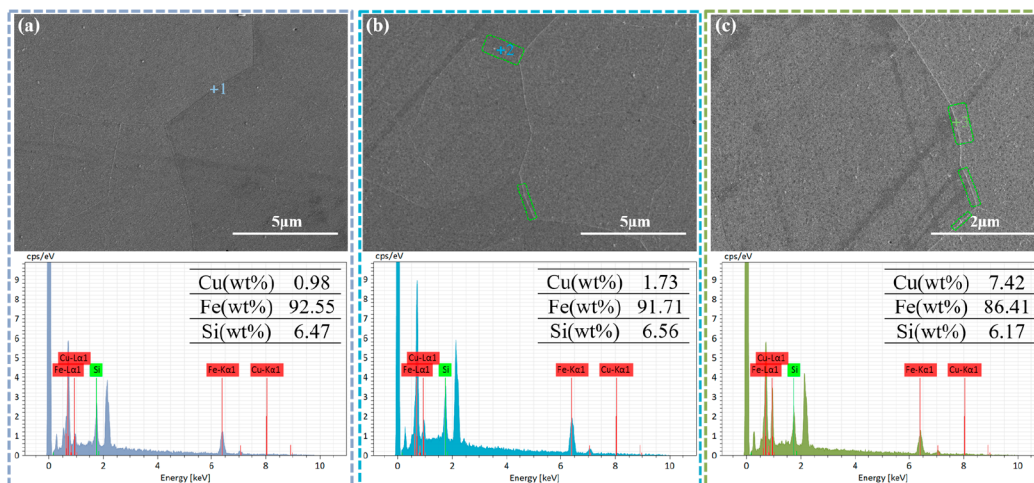 (a)
+1
5μm
cps/eV
9
8
7
6
5
4
3
2
1
0
Cu(wt%) 0.98
Fe(wt%) 92.55
Si(wt%) 6.47
Cu-Lα1
Fe-Lα1
Si
Fe-Kα1
Cu-Kα1
0 2 4 6 8 10
Energy [keV]
(b)
2
5μm
cps/eV
9
8
7
6
5
4
3
2
1
0
Cu(wt%) 1.73
Fe(wt%) 91.71
Si(wt%) 6.56
Cu-Lα1
Fe-Lα1
Si
Fe-Kα1
Cu-Kα1
0 2 4 6 8 10
Energy [keV]
(c)
2μm
cps/eV
9
8
7
6
5
4
3
2
1
0
Cu(wt%) 7.42
Fe(wt%) 86.41
Si(wt%) 6.17
Cu-Lα1
Fe-Lα1
Si
Fe-Kα1
Cu-Kα1
0 2 4 6 8 10
Energy [keV]